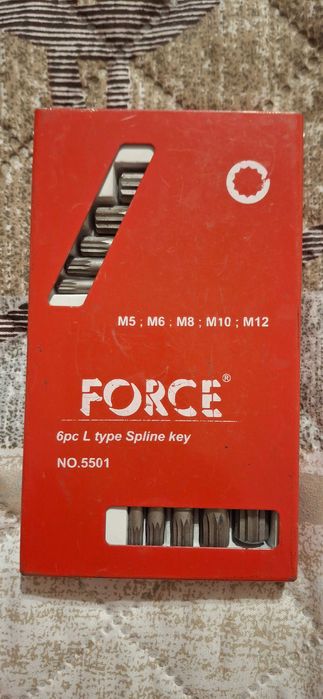 M5 ; M6 ; M8 ; M10 ; M12
FORCE®
6pc L type Spline key
NO.5501